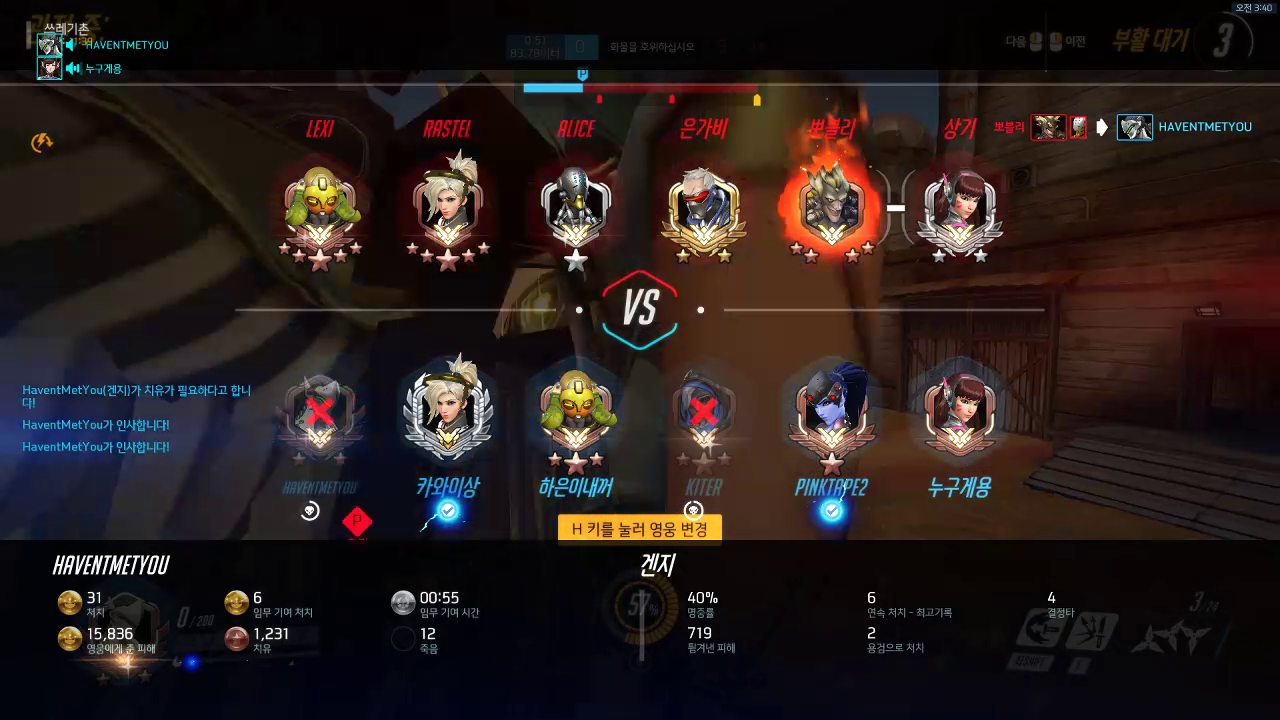 오전 3:40
쓰레기촌
HAVENTMETYOU
누구게용
0:51
83.78미터
0
화물을 호위하십시오
다음
이전
부활 대기
3
P
LEXI
RASTEL
ALICE
은가비
뽀블리
상기
뽀블리
HAVENTMETYOU
VS
HaventMetYou(겐지)가 치유가 필요하다고 합니
다!
HaventMetYou가 인사합니다!
HaventMetYou가 인사합니다!
HAVENTMETYOU
카와이상
하은이내꺼
KITER
PINKTAPE2
누구게용
P
H 키를 눌러 영웅 변경
HAVENTMETYOU
겐지
31
처치
6
임무 기여 처치
00:55
임무 기여 시간
15,836
영웅에게 준 피해
1,231
치유
12
죽음
0/200
57%
40%
명중률
6
연속 처치 - 최고기록
4
결정타
719
튕겨낸 피해
2
용검으로 처치
3/24